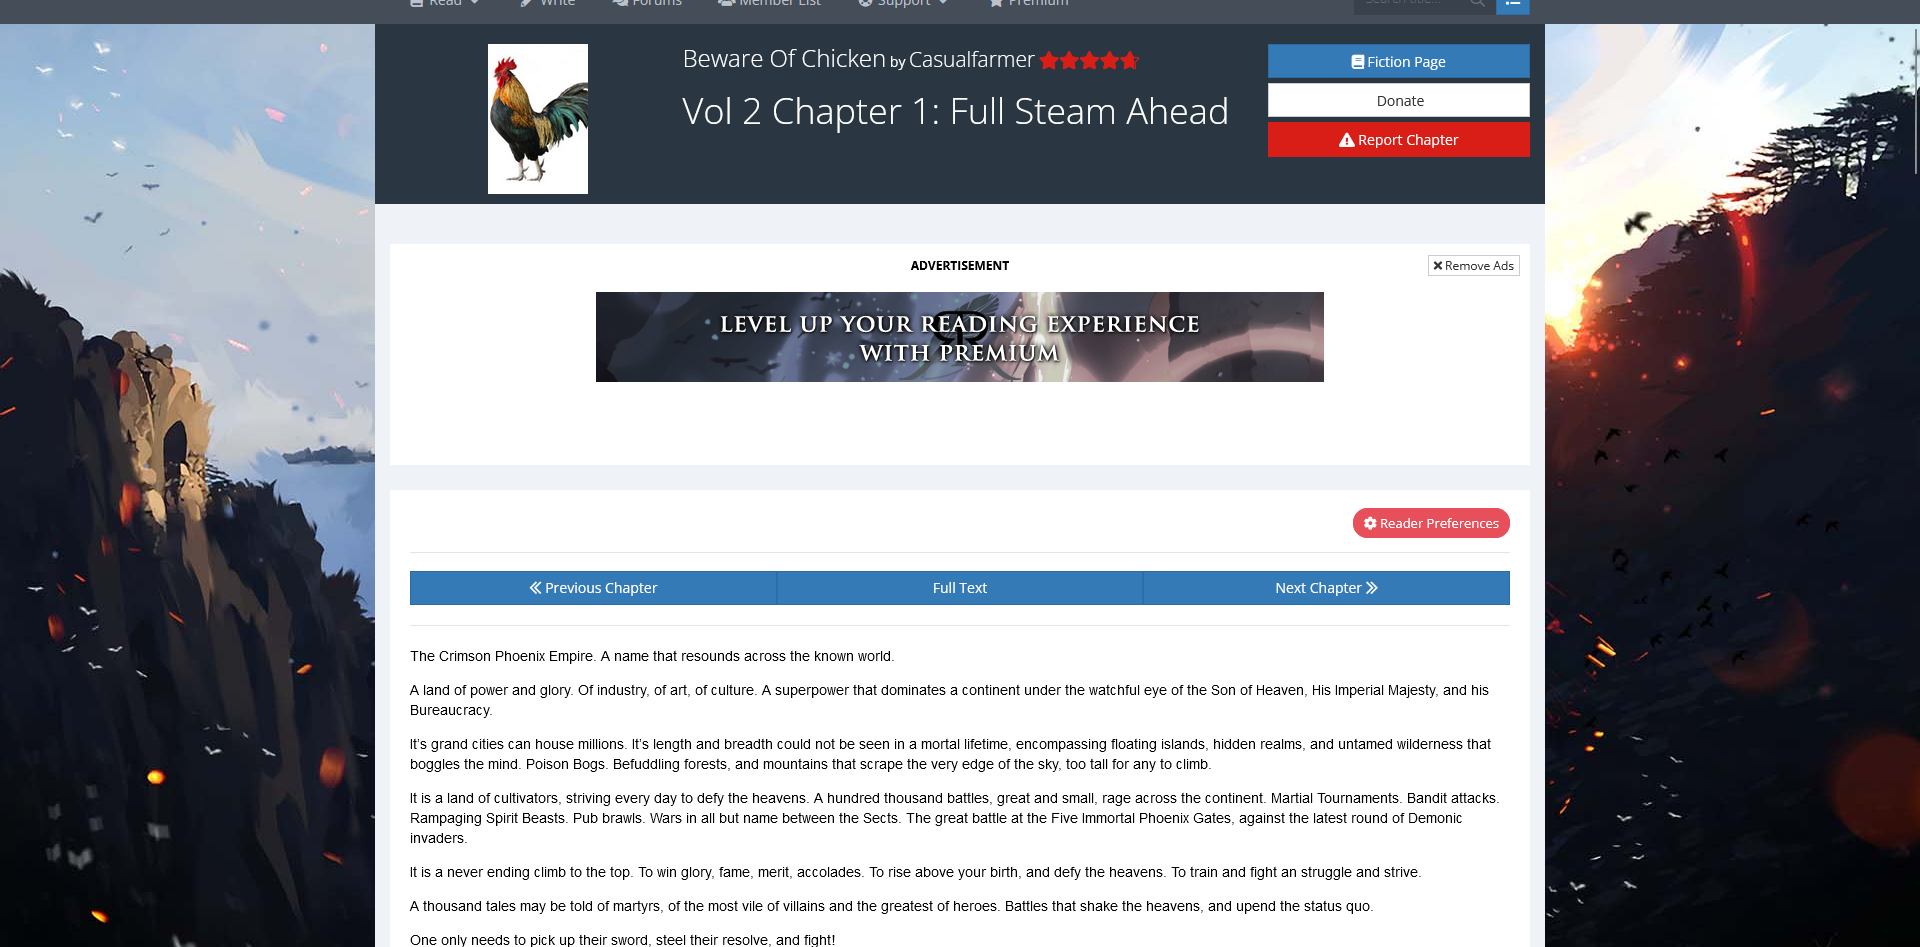 Read
Write
Forums
Member List
Support
Premium
Beware Of Chicken by Casualfarmer
Vol 2 Chapter 1: Full Steam Ahead
Fiction Page
Donate
Report Chapter
ADVERTISEMENT
Remove Ads
LEVEL UP YOUR READING EXPERIENCE
WITH PREMIUM
Reader Preferences
Previous Chapter
Full Text
Next Chapter
The Crimson Phoenix Empire. A name that resounds across the known world.
A land of power and glory. Of industry, of art, of culture. A superpower that dominates a continent under the watchful eye of the Son of Heaven, His Imperial Majesty, and his
Bureaucracy.
It's grand cities can house millions. It's length and breadth could not be seen in a mortal lifetime, encompassing floating islands, hidden realms, and untamed wilderness that
boggles the mind. Poison Bogs. Befuddling forests, and mountains that scrape the very edge of the sky, too tall for any to climb.
It is a land of cultivators, striving every day to defy the heavens. A hundred thousand battles, great and small, rage across the continent. Martial Tournaments. Bandit attacks.
Rampaging Spirit Beasts. Pub brawls. Wars in all but name between the Sects. The great battle at the Five Immortal Phoenix Gates, against the latest round of Demonic
invaders.
It is a never ending climb to the top. To win glory, fame, merit, accolades. To rise above your birth, and defy the heavens. To train and fight an struggle and strive.
A thousand tales may be told of martyrs, of the most vile of villains and the greatest of heroes. Battles that shake the heavens, and upend the status quo.
One only needs to pick up their sword, steel their resolve, and fight!